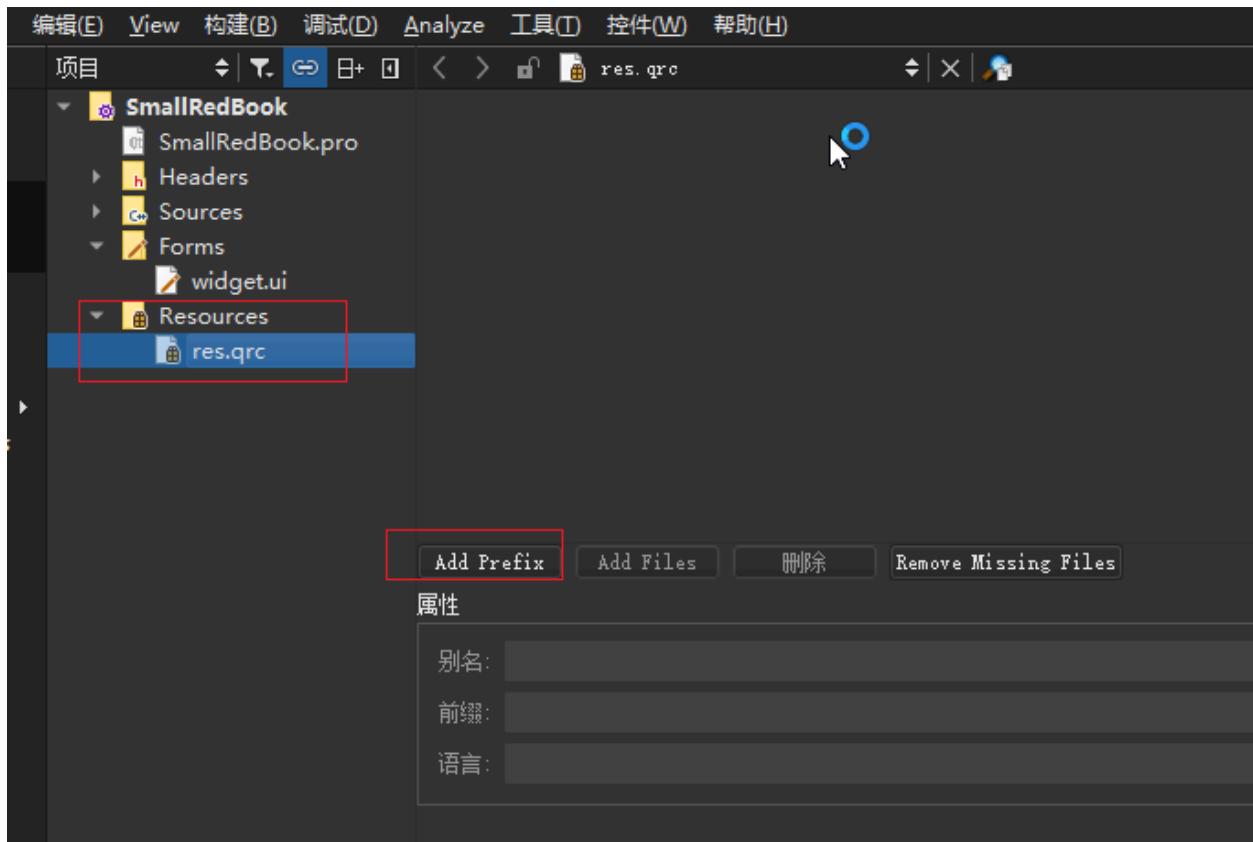 编辑(E) View 构建(B) 调试(D) Analyze 工具(T) 控件(W) 帮助(H)
项目 res.qrc
SmallRedBook
SmallRedBook.pro
Headers
Sources
Forms
widget.ui
Resources
res.qrc
Add Prefix Add Files 删除 Remove Missing Files
属性
别名:
前缀:
语言: